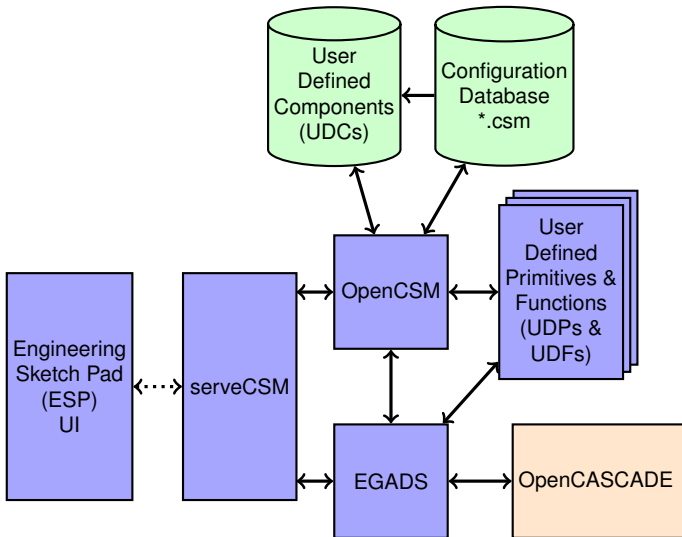 User
Defined
Components
(UDCs)
Configuration
Database
*.csm
User
Defined
Primitives &
Functions
(UDPs &
UDFs)
OpenCSM
Engineering
Sketch Pad
(ESP)
UI
serveCSM
EGADS
OpenCASCADE